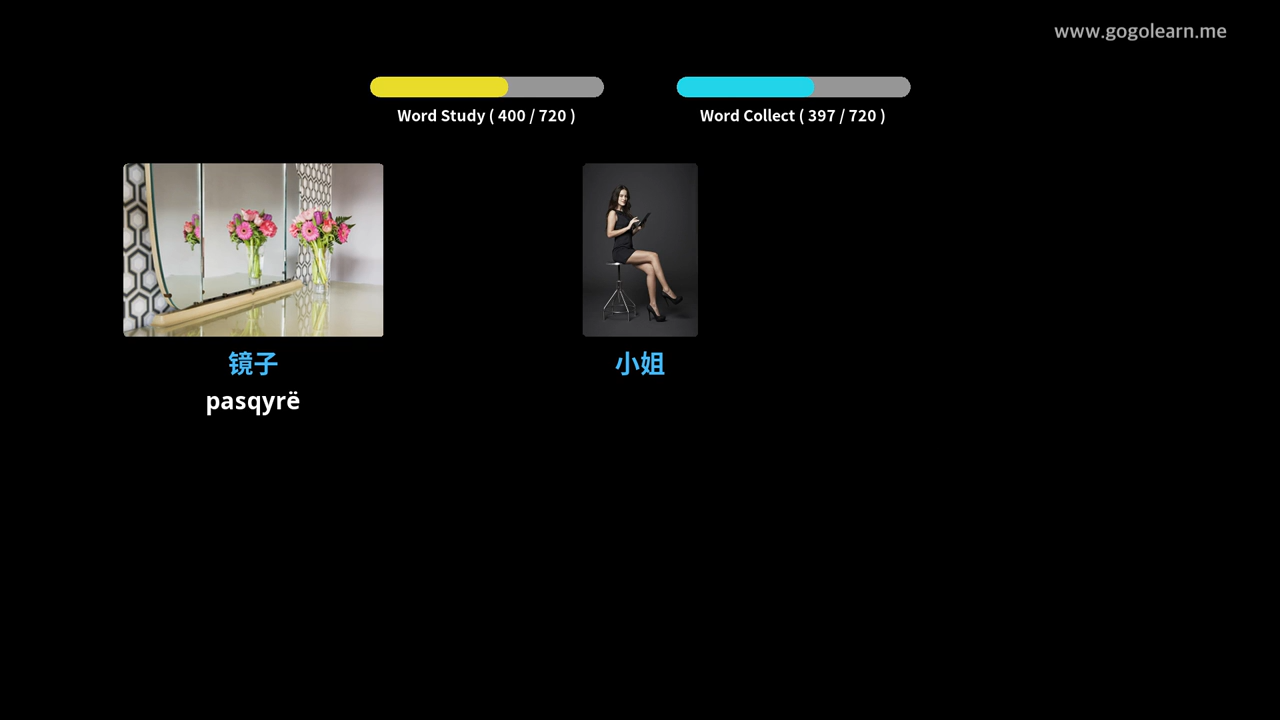 www.gogolearn.me
Word Study ( 400 / 720 )
Word Collect ( 397 / 720 )
镜子
pasqyrë
小姐